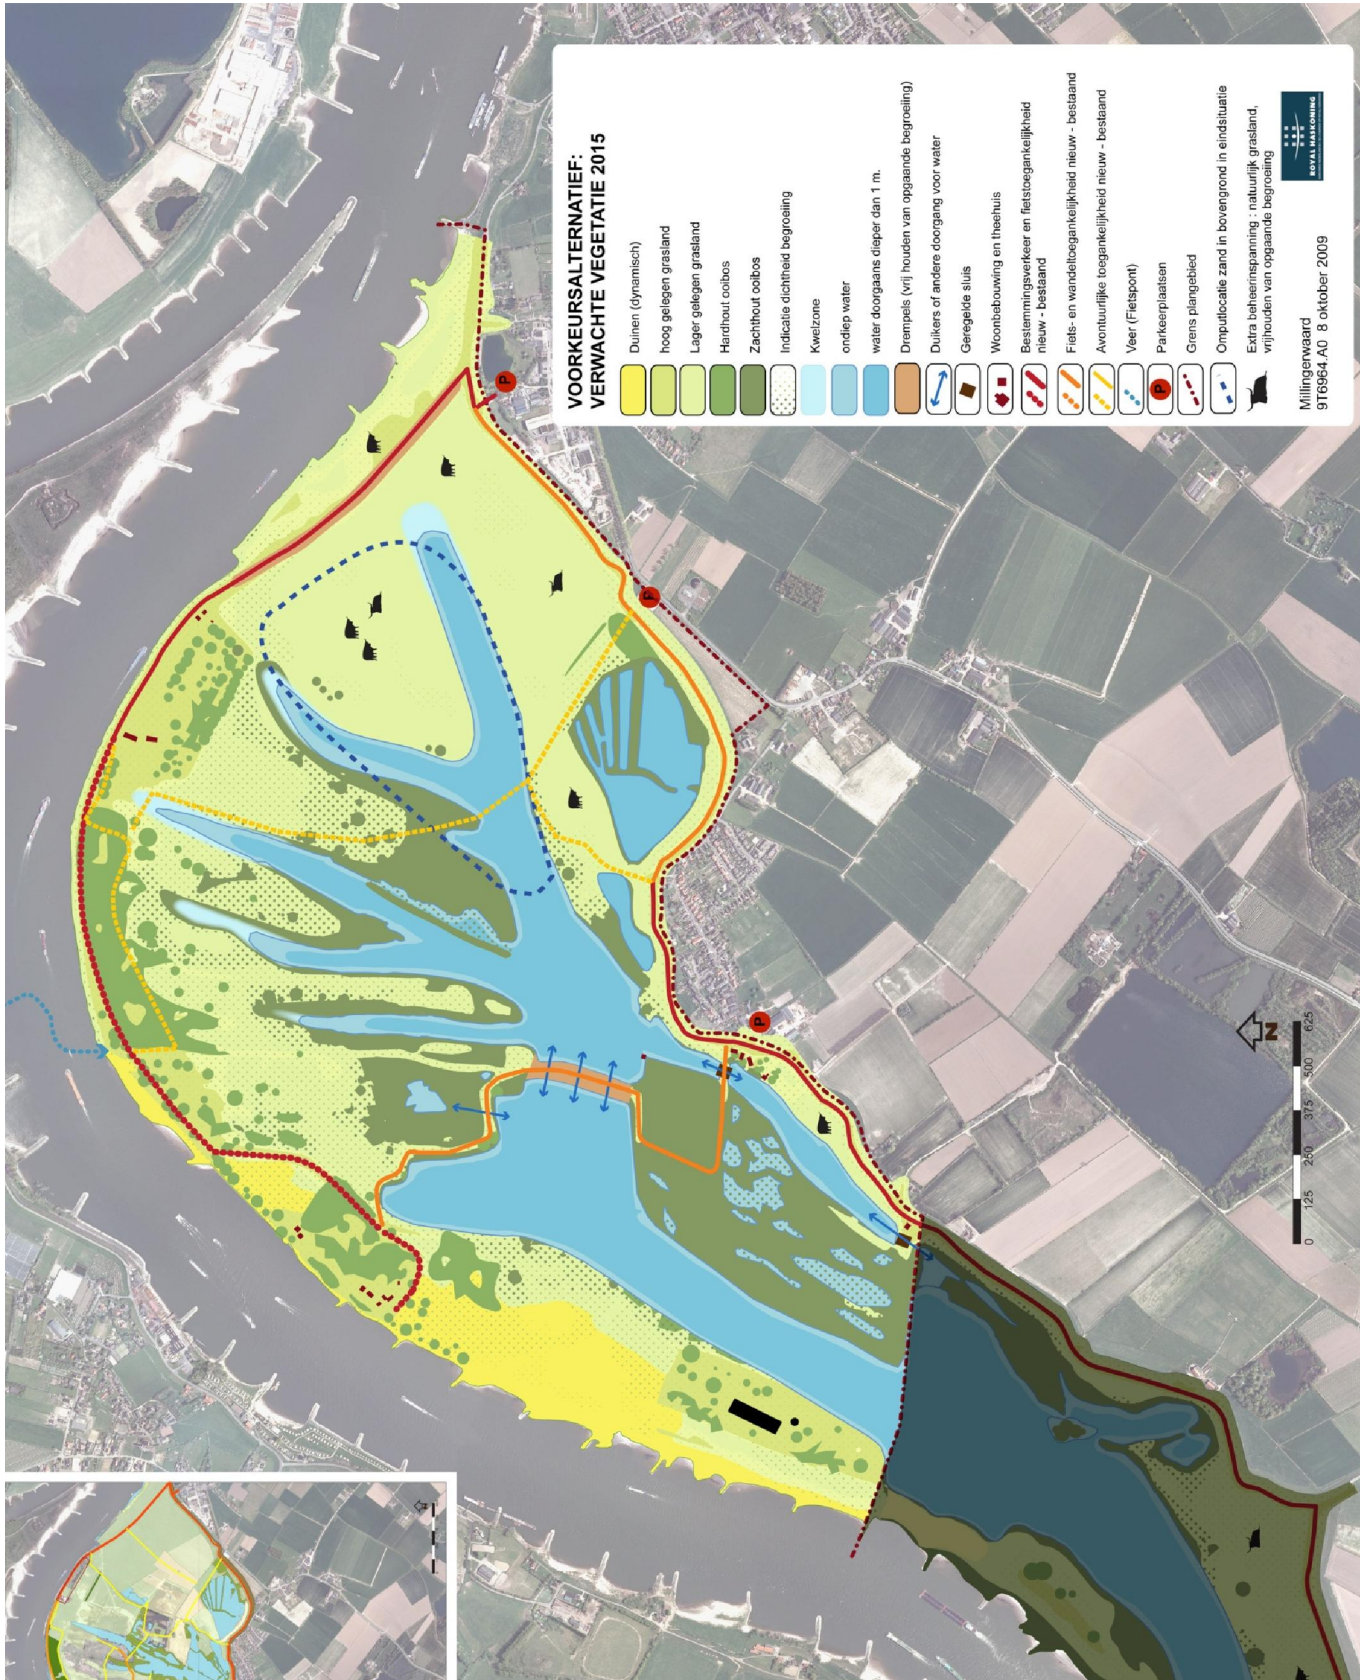 VOORKEURSALTERNATIEF:
VERWACHTE VEGETATIE 2015
Duinen (dynamisch)
hoog gelegen grasland
Lager gelegen grasland
Hardhout ooibos
Zachthout ooibos
Indicatie dichtheid begroeiing
Kwelzone
ondiep water
water doorgaans dieper dan 1 m.
Drempels (vrij houden van opgaande begroeiing)
Duikers of andere doorgang voor water
Geregelde sluis
Woonbebouwing en theehuis
Bestemmingsverkeer en fietstoegankelijkheid
nieuw - bestaand
Fiets- en wandeltoegankelijkheid nieuw - bestaand
Avontuurlijke toegankelijkheid nieuw - bestaand
Veer (Fietspont)
P Parkeerplaatsen
Grens plangebied
Omputlocatie zand in bovengrond in eindsituatie
Extra beheerinspanning : natuurlijk grasland,
vrijhouden van opgaande begroeiing
Millingerwaard
9T6964.A0 8 oktober 2009
ROYAL HASKONING
P
P
P
N
0 125 250 375 500 625